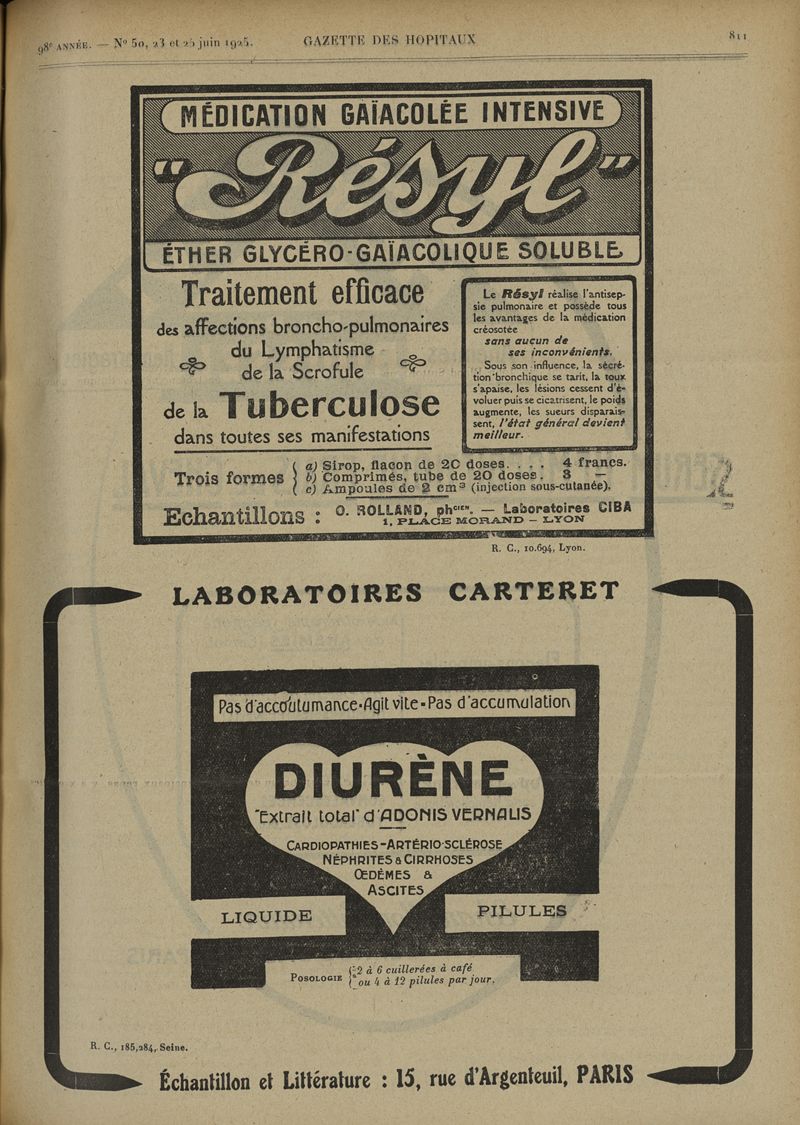 98e ANNÉE. — No 50, 23 et 25 juin 1925.
GAZETTE DES HOPITAUX
811
MÉDICATION GAÏACOLÉE INTENSIVE
"Résyl"
ÉTHER GLYCÉRO-GAÏACOLIQUE SOLUBLE
Traitement efficace
des affections broncho-pulmonaires
du Lymphatisme
de la Scrofule
de la Tuberculose
dans toutes ses manifestations
Le Résyl réalise l'antisep-
sie pulmonaire et possède tous
les avantages de la médication
créosotée
sans aucun de
ses inconvénients.
Sous son influence, la sécré-
tion bronchique se tarit, la toux
s'apaise, les lésions cessent d'é-
voluer puis se cicatrisent, le poids
augmente, les sueurs disparais-
sent, l'état général devient
meilleur.
Trois formes
a) Sirop, flacon de 20 doses. . . . 4 francs.
b) Comprimés, tube de 20 doses. 3 —
c) Ampoules de 2 cm³ (injection sous-cutanée).
Echantillons : O. ROLLAND, phCIEN. — Laboratoires CIBA
1, PLACE MORAND — LYON
R. C., 10.694, Lyon.
LABORATOIRES CARTERET
Pas d'accoutumance-Agit vite-Pas d'accumulation
DIURÈNE
"Extrait total" d'ADONIS VERNALIS
CARDIOPATHIES-ARTÉRIO-SCLÉROSE
NÉPHRITES & CIRRHOSES
ŒDÈMES &
ASCITES
LIQUIDE
PILULES
POSOLOGIE
2 à 6 cuillerées à café
ou 4 à 12 pilules par jour.
R. C., 185,284, Seine.
Échantillon et Littérature : 15, rue d'Argenteuil, PARIS